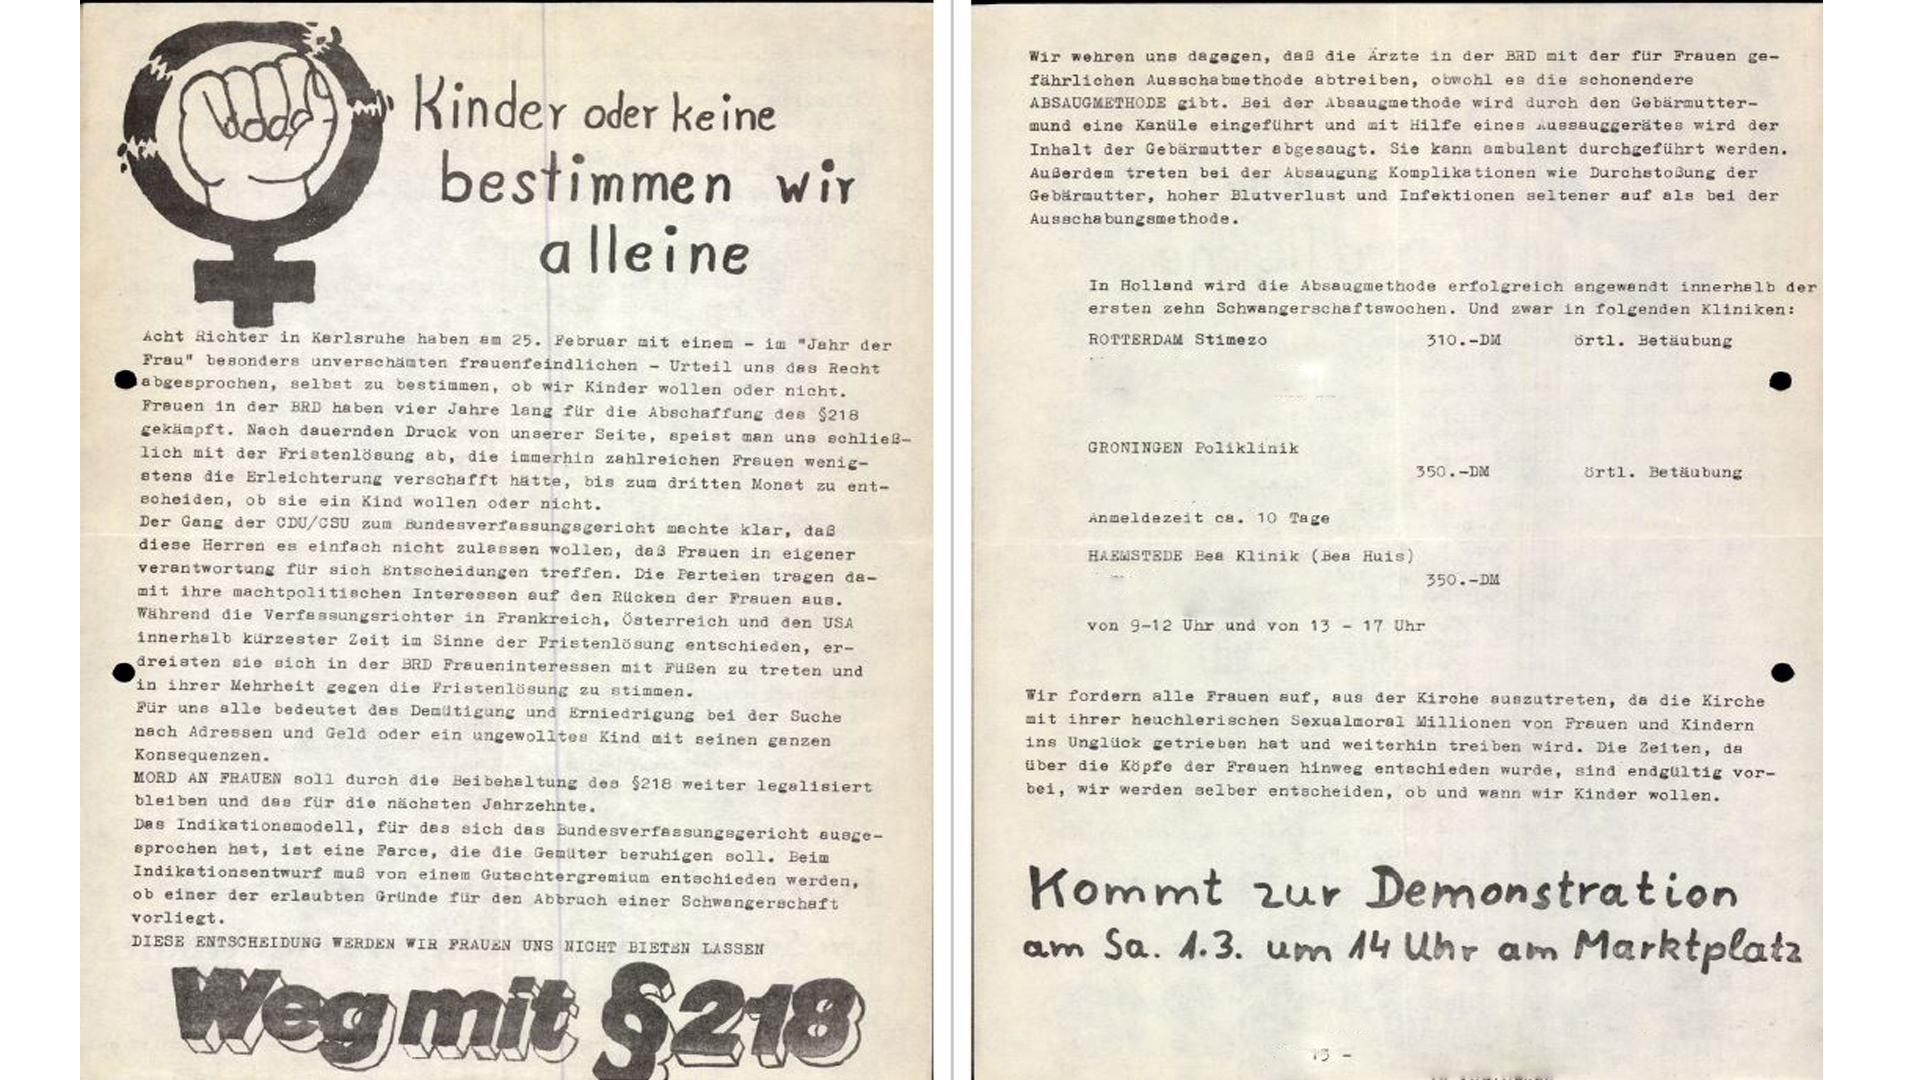 Kinder oder keine
bestimmen wir
alleine
Acht Richter in Karlsruhe haben am 25. Februar mit einem - im "Jahr der
Frau" besonders unverschämten frauenfeindlichen - Urteil uns das Recht
abgesprochen, selbst zu bestimmen, ob wir Kinder wollen oder nicht.
Frauen in der BRD haben vier Jahre lang für die Abschaffung des §218
gekämpft. Nach dauernden Druck von unserer Seite, speist man uns schließ-
lich mit der Fristenlösung ab, die immerhin zahlreichen Frauen wenig-
stens die Erleichterung verschafft hätte, bis zum dritten Monat zu ent-
scheiden, ob sie ein Kind wollen oder nicht.
Der Gang der CDU/CSU zum Bundesverfassungsgericht machte klar, daß
diese Herren es einfach nicht zulassen wollen, daß Frauen in eigener
verantwortung für sich Entscheidungen treffen. Die Parteien tragen da-
mit ihre machtpolitischen Interessen auf den Rücken der Frauen aus.
Während die Verfassungsrichter in Frankreich, Österreich und den USA
innerhalb kürzester Zeit im Sinne der Fristenlösung entschieden, er-
dreisten sie sich in der BRD Fraueninteressen mit Füßen zu treten und
in ihrer Mehrheit gegen die Fristenlösung zu stimmen.
Für uns alle bedeutet das Demütigung und Erniedrigung bei der Suche
nach Adressen und Geld oder ein ungewolltes Kind mit seinen ganzen
Konsequenzen.
MORD AN FRAUEN soll durch die Beibehaltung des §218 weiter legalisiert
bleiben und das für die nächsten Jahrzehnte.
Das Indikationsmodell, für das sich das Bundesverfassungsgericht ausge-
sprochen hat, ist eine Farce, die die Gemüter beruhigen soll. Beim
Indikationsentwurf muß von einem Gutachtergremium entschieden werden,
ob einer der erlaubten Gründe für den Abbruch einer Schwangerschaft
vorliegt.
DIESE ENTSCHEIDUNG WERDEN WIR FRAUEN UNS NICHT BIETEN LASSEN
Weg mit §218
Wir wehren uns dagegen, daß die Ärzte in der BRD mit der für Frauen ge-
fährlichen Ausschabmethode abtreiben, obwohl es die schonendere
ABSAUGMETHODE gibt. Bei der Absaugmethode wird durch den Gebärmutter-
mund eine Kanüle eingeführt und mit Hilfe eines Aussauggerätes wird der
Inhalt der Gebärmutter abgesaugt. Sie kann ambulant durchgeführt werden.
Außerdem treten bei der Absaugung Komplikationen wie Durchstoßung der
Gebärmutter, hoher Blutverlust und Infektionen seltener auf als bei der
Ausschabungsmethode.
In Holland wird die Absaugmethode erfolgreich angewandt innerhalb der
ersten zehn Schwangerschaftswochen. Und zwar in folgenden Kliniken:
ROTTERDAM Stimezo 310.-DM örtl. Betäubung
GRONINGEN Poliklinik
350.-DM örtl. Betäubung
Anmeldezeit ca. 10 Tage
HAEMSTEDE Bea Klinik (Bea Huis)
350.-DM
von 9-12 Uhr und von 13 - 17 Uhr
Wir fordern alle Frauen auf, aus der Kirche auszutreten, da die Kirche
mit ihrer heuchlerischen Sexualmoral Millionen von Frauen und Kindern
ins Unglück getrieben hat und weiterhin treiben wird. Die Zeiten, da
über die Köpfe der Frauen hinweg entschieden wurde, sind endgültig vor-
bei, wir werden selber entscheiden, ob und wann wir Kinder wollen.
Kommt zur Demonstration
am Sa. 1.3. um 14 Uhr am Marktplatz